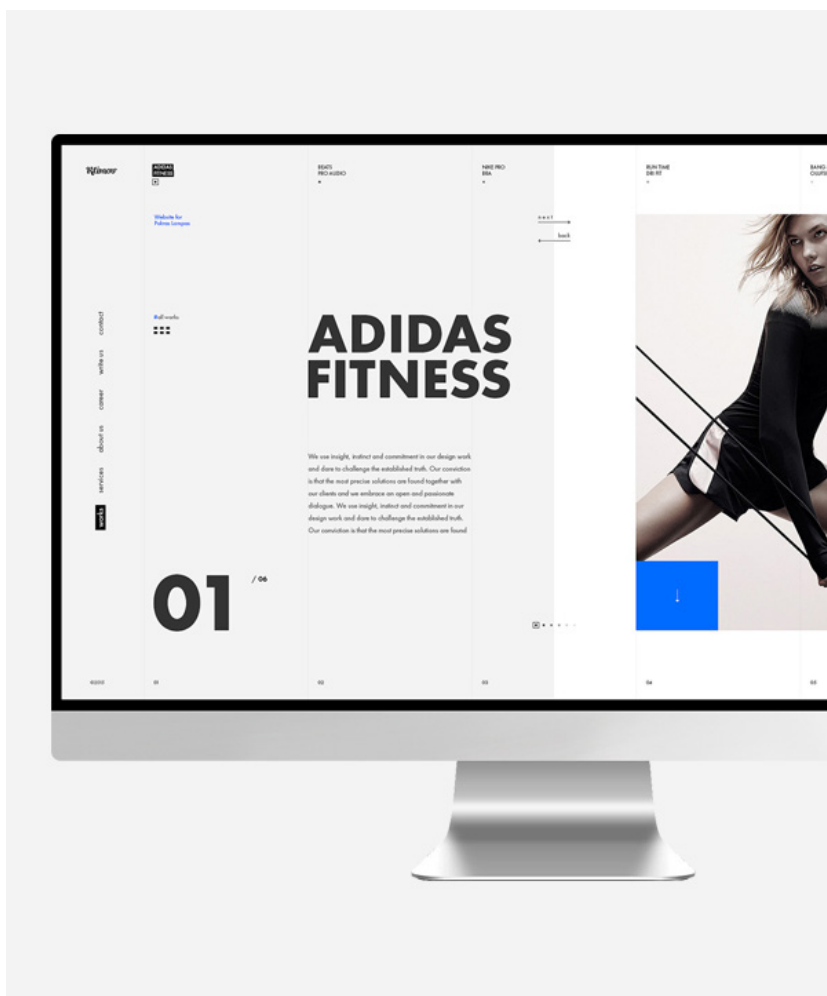 ADIDAS
FITNESS
BEATS
PRO AUDIO
NIKE PRO
BRA
RUN TIME
DRI FIT
BANG
Website for
next
back
#all works
contact
write us
career
about us
services
works
ADIDAS
FITNESS
We use insight, instinct and commitment in our design work
and dare to challenge the established truth. Our conviction
is that the most precise solutions are found together with
our clients and we embrace an open and passionate
dialogue. We use insight, instinct and commitment in our
design work and dare to challenge the established truth.
Our conviction is that the most precise solutions are found
01
/ 06
01
02
03
04
05